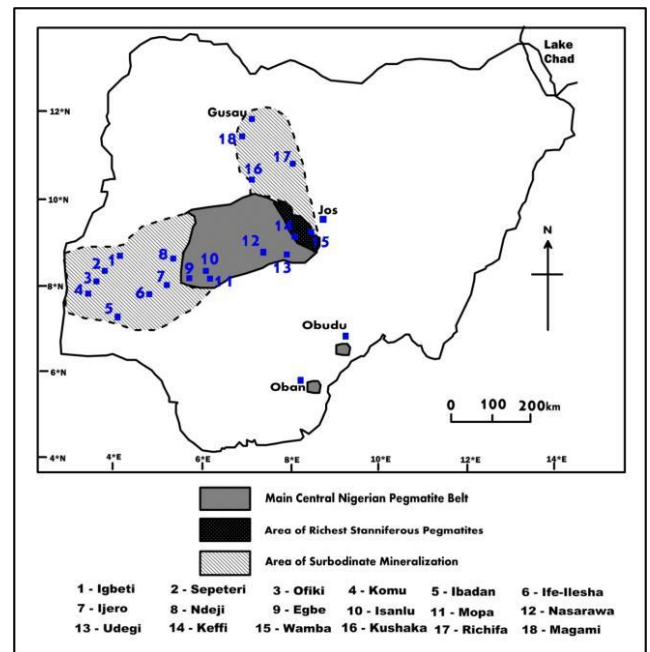 Lake
Chad
12°N
Gusau
18
17
16
10°N
Jos
14
15
12
13
8
10
9
11
1
2
3
4
7
6
5
8°N
N
Obudu
6°N
Oban
0 100 200km
4°N
6°E
8°E
10°E
12°E
14°E
Main Central Nigerian Pegmatite Belt
Area of Richest Stanniferous Pegmatites
Area of Surbodinate Mineralization
1 - Igbeti 2 - Sepeteri 3 - Ofiki 4 - Komu 5 - Ibadan 6 - Ife-Ilesha
7 - Ijero 8 - Ndeji 9 - Egbe 10 - Isanlu 11 - Mopa 12 - Nasarawa
13 - Udegi 14 - Keffi 15 - Wamba 16 - Kushaka 17 - Richifa 18 - Magami